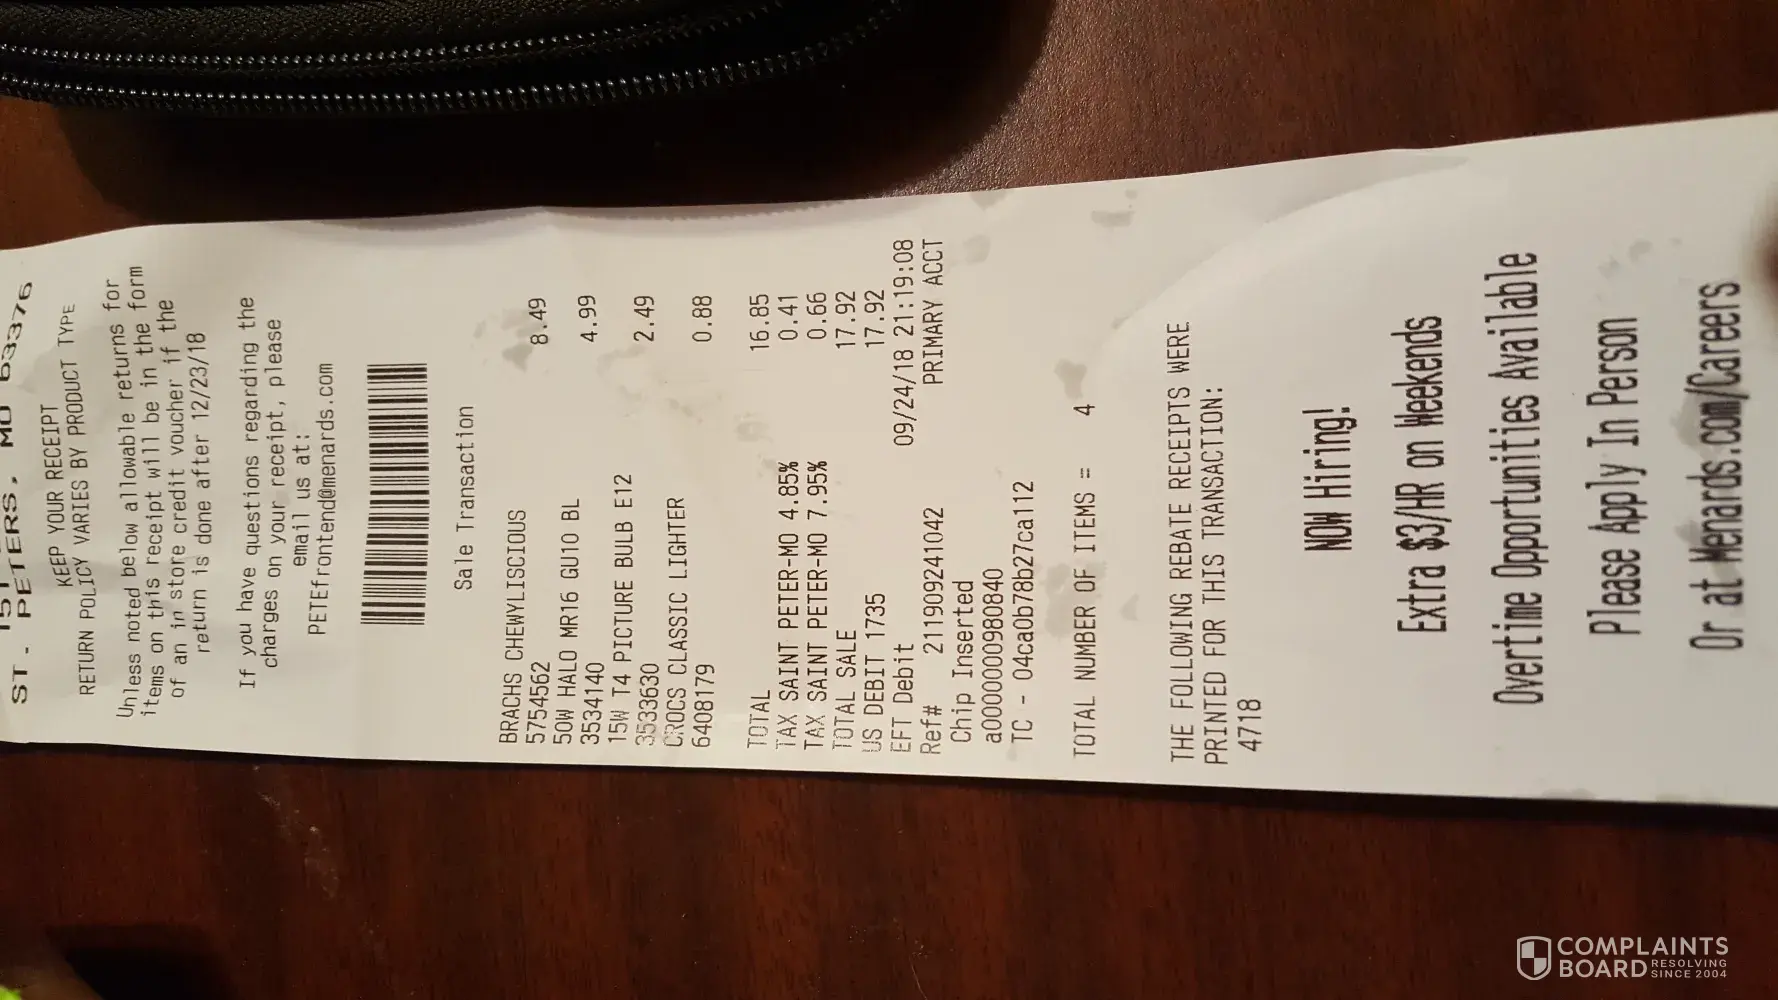 ST. PETERS, MO 63376
KEEP YOUR RECEIPT
RETURN POLICY VARIES BY PRODUCT TYPE
Unless noted below allowable returns for
items on this receipt will be in the form
of an in store credit voucher if the
return is done after 12/23/18
If you have questions regarding the
charges on your receipt, please
email us at:
PETEfrontend@menards.com
Sale Transaction
BRACHS CHEWYLISCIOUS
5754562 8.49
50W HALO MR16 GU10 BL
3534140 4.99
15W T4 PICTURE BULB E12
3533630 2.49
CROCS CLASSIC LIGHTER
6408179 0.88
TOTAL 16.85
TAX SAINT PETER-MO 4.85% 0.41
TAX SAINT PETER-MO 7.95% 0.66
TOTAL SALE 17.92
US DEBIT 1735 17.92
EFT Debit 09/24/18 21:19:08
Ref# 211909241042 PRIMARY ACCT
Chip Inserted
a0000000980840
TC - 04ca0b78b27ca112
TOTAL NUMBER OF ITEMS = 4
THE FOLLOWING REBATE RECEIPTS WERE
PRINTED FOR THIS TRANSACTION:
4718
NOW Hiring!
Extra $3/HR on Weekends
Overtime Opportunities Available
Please Apply In Person
Or at Menards.com/Careers
COMPLAINTS
BOARD RESOLVING
SINCE 2004